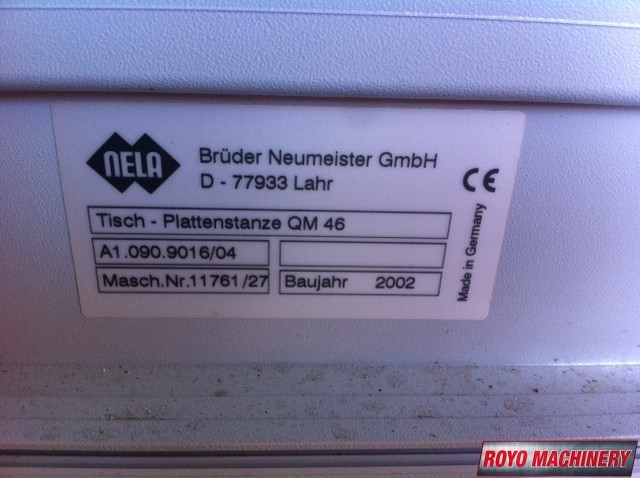 NELA
Brüder Neumeister GmbH
D - 77933 Lahr
CE
Tisch - Plattenstanze QM 46
A1.090.9016/04
Masch.Nr.11761/27
Baujahr 2002
Made in Germany
ROYO MACHINERY